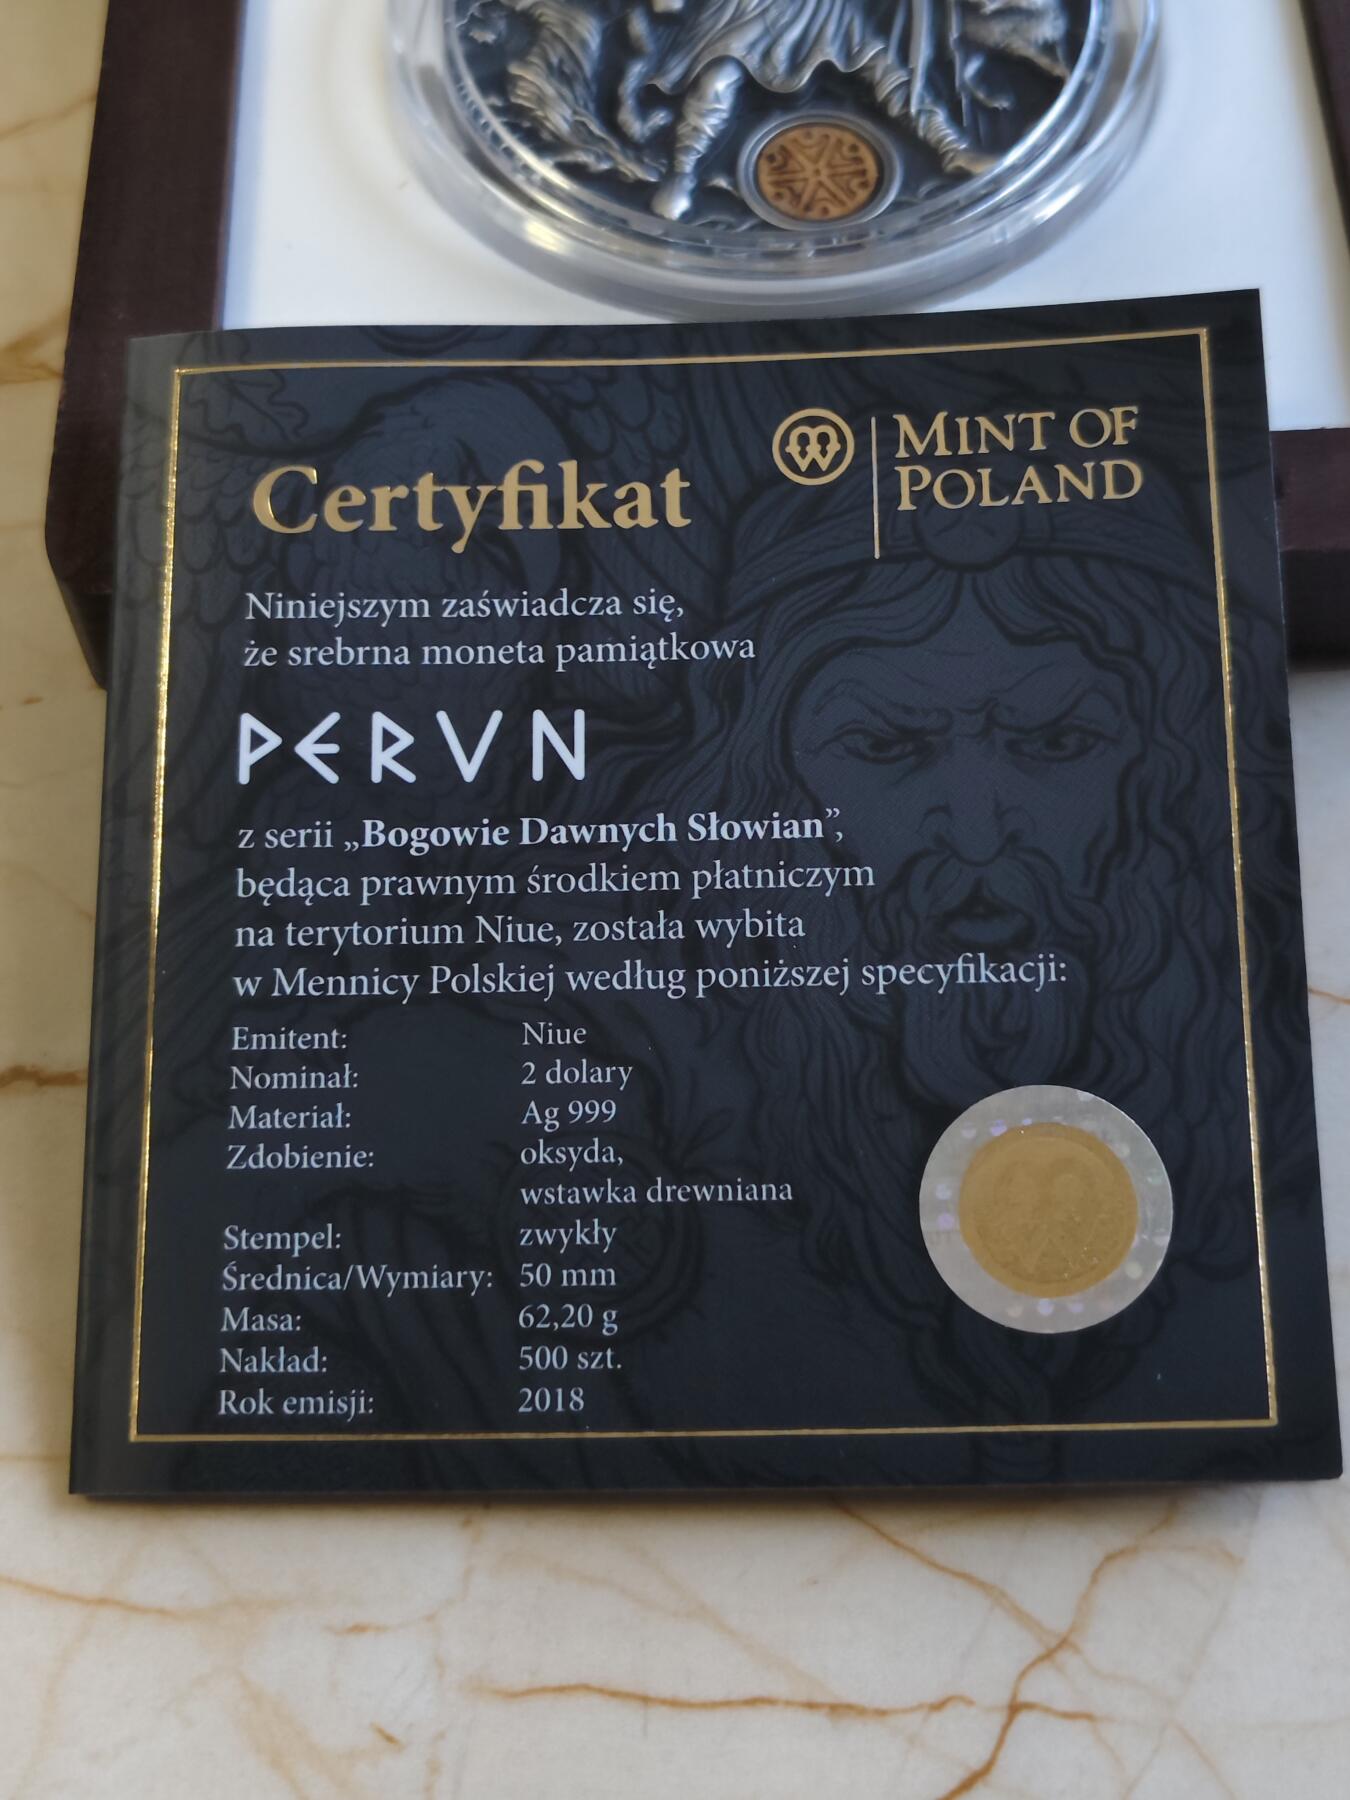 MINT OF
POLAND
Certyfikat
Niniejszym zaświadcza się,
że srebrna moneta pamiątkowa
PERVN
z serii „Bogowie Dawnych Słowian”,
będąca prawnym środkiem płatniczym
na terytorium Niue, została wybita
w Mennicy Polskiej według poniższej specyfikacji:
Emitent: Niue
Nominał: 2 dolary
Materiał: Ag 999
Zdobienie: oksyda,
wstawka drewniana
Stempel: zwykły
Średnica/Wymiary: 50 mm
Masa: 62,20 g
Nakład: 500 szt.
Rok emisji: 2018